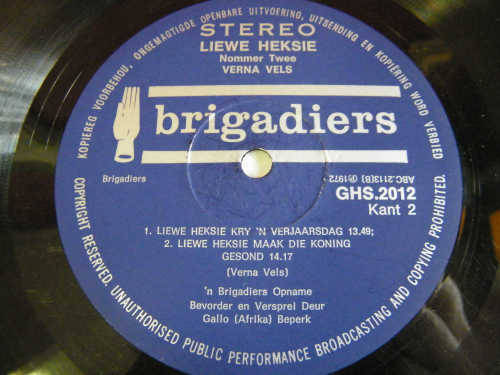 KOPIEREG VOORBEHOU. ONGEMAGTIGDE OPENBARE UITVOERING, UITSENDING EN KOPIËRING WORD VERBIED
STEREO
LIEWE HEKSIE
Nommer Twee
VERNA VELS
brigadiers
Brigadiers
ABC.2113(B) Ⓟ1972
GHS.2012
Kant 2
1. LIEWE HEKSIE KRY 'N VERJAARSDAG 13.49;
2. LIEWE HEKSIE MAAK DIE KONING
GESOND 14.17
(Verna Vels)
'n Brigadiers Opname
Bevorder en Versprei Deur
Gallo (Afrika) Beperk
COPYRIGHT RESERVED. UNAUTHORISED PUBLIC PERFORMANCE BROADCASTING AND COPYING PROHIBITED.